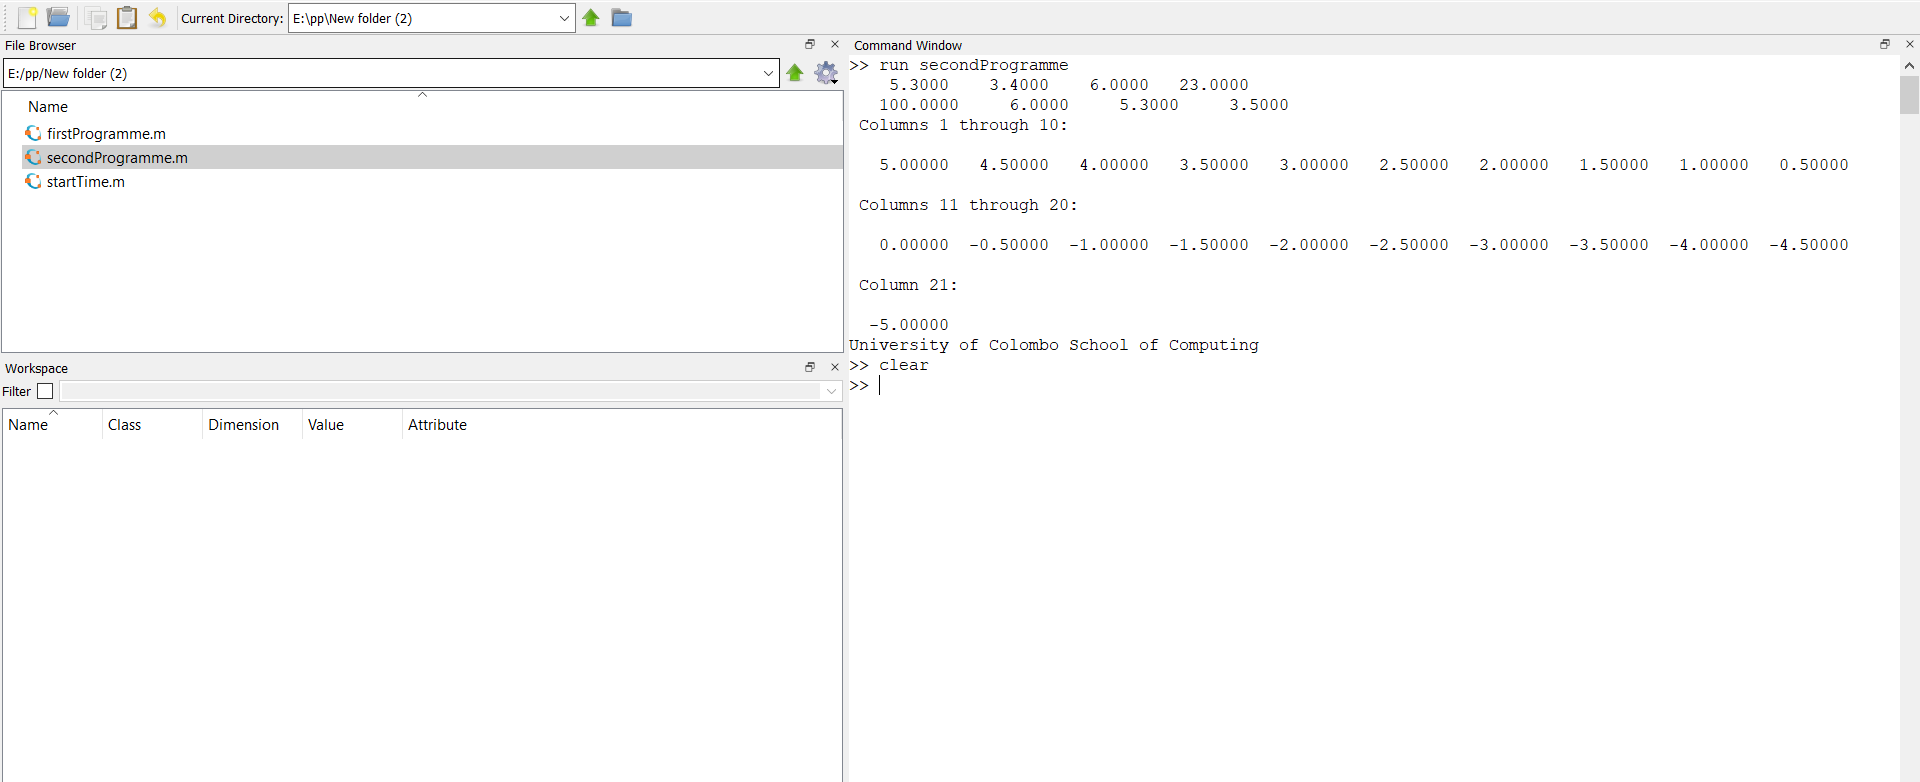 Current Directory: E:\pp\New folder (2)
File Browser
E:/pp/New folder (2)
Name
firstProgramme.m
secondProgramme.m
startTime.m
Workspace
Filter
Name Class Dimension Value Attribute
Command Window
>> run secondProgramme
5.3000 3.4000 6.0000 23.0000
100.0000 6.0000 5.3000 3.5000
Columns 1 through 10:
5.00000 4.50000 4.00000 3.50000 3.00000 2.50000 2.00000 1.50000 1.00000 0.50000
Columns 11 through 20:
0.00000 -0.50000 -1.00000 -1.50000 -2.00000 -2.50000 -3.00000 -3.50000 -4.00000 -4.50000
Column 21:
-5.00000
University of Colombo School of Computing
>> clear
>>